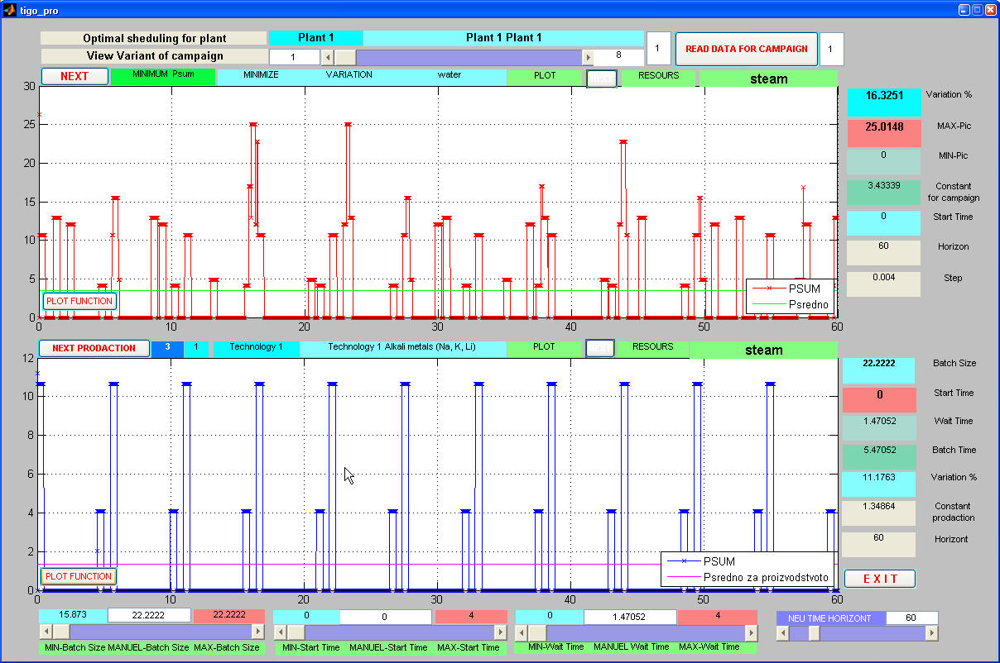 tigo_pro
Optimal sheduling for plant Plant 1 Plant 1 Plant 1 1 READ DATA FOR CAMPAIGN 1
View Variant of campaign 1 8
NEXT MINIMUM Psum MINIMIZE VARIATION water PLOT NEXT RESOURS steam
30
25
20
15
10
5
0
0 10 20 30 40 50 60
PLOT FUNCTION
PSUM
Psredno
16.3251 Variation %
25.0148 MAX-Pic
0 MIN-Pic
3.43339 Constant
for campaign
0 Start Time
60 Horizon
0.004 Step
NEXT PRODACTION 3 1 Technology 1 Technology 1 Alkali metals (Na, K, Li) PLOT NEXT RESOURS steam
12
10
8
6
4
2
0
0 10 20 30 40 50 60
PLOT FUNCTION
PSUM
Psredno za proizvodstvoto
22.2222 Batch Size
0 Start Time
1.47052 Wait Time
5.47052 Batch Time
11.1763 Variation %
1.34864 Constant
production
60 Horizont
EXIT
15.873 22.2222 22.2222 0 0 4 0 1.47052 4 NEU TIME HORIZONT 60
MIN-Batch Size MANUEL-Batch Size MAX-Batch Size MIN-Start Time MANUEL-Start Time MAX-Start Time MIN-Wait Time MANUEL Wait Time MAX-Wait Time